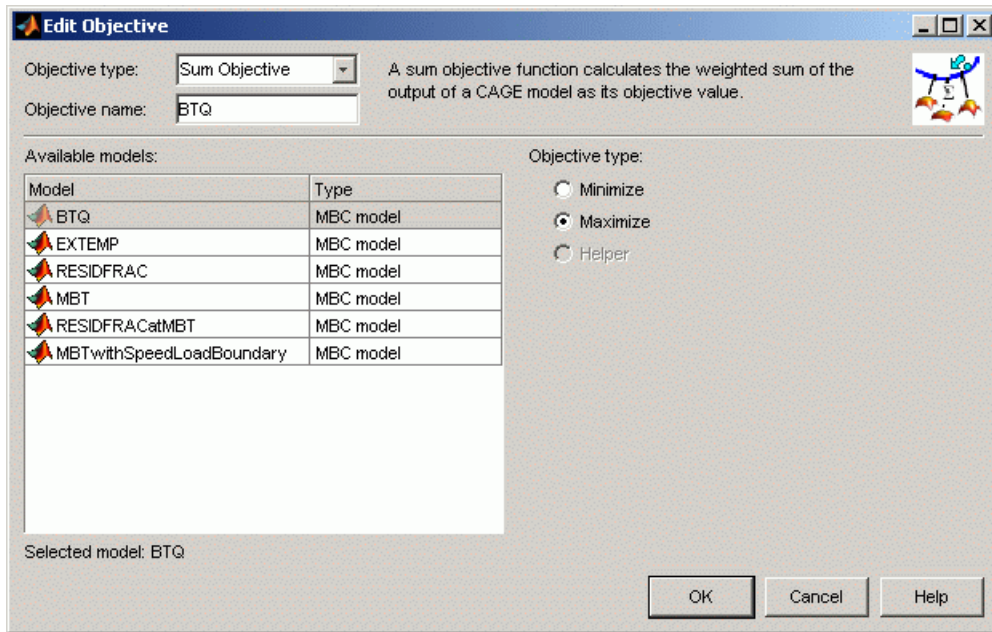 Edit Objective
Objective type: Sum Objective
A sum objective function calculates the weighted sum of the
output of a CAGE model as its objective value.
Objective name: BTQ
Available models:
Model Type
BTQ MBC model
EXTEMP MBC model
RESIDFRAC MBC model
MBT MBC model
RESIDFRACatMBT MBC model
MBTwithSpeedLoadBoundary MBC model
Selected model: BTQ
Objective type:
Minimize
Maximize
Helper
OK Cancel Help